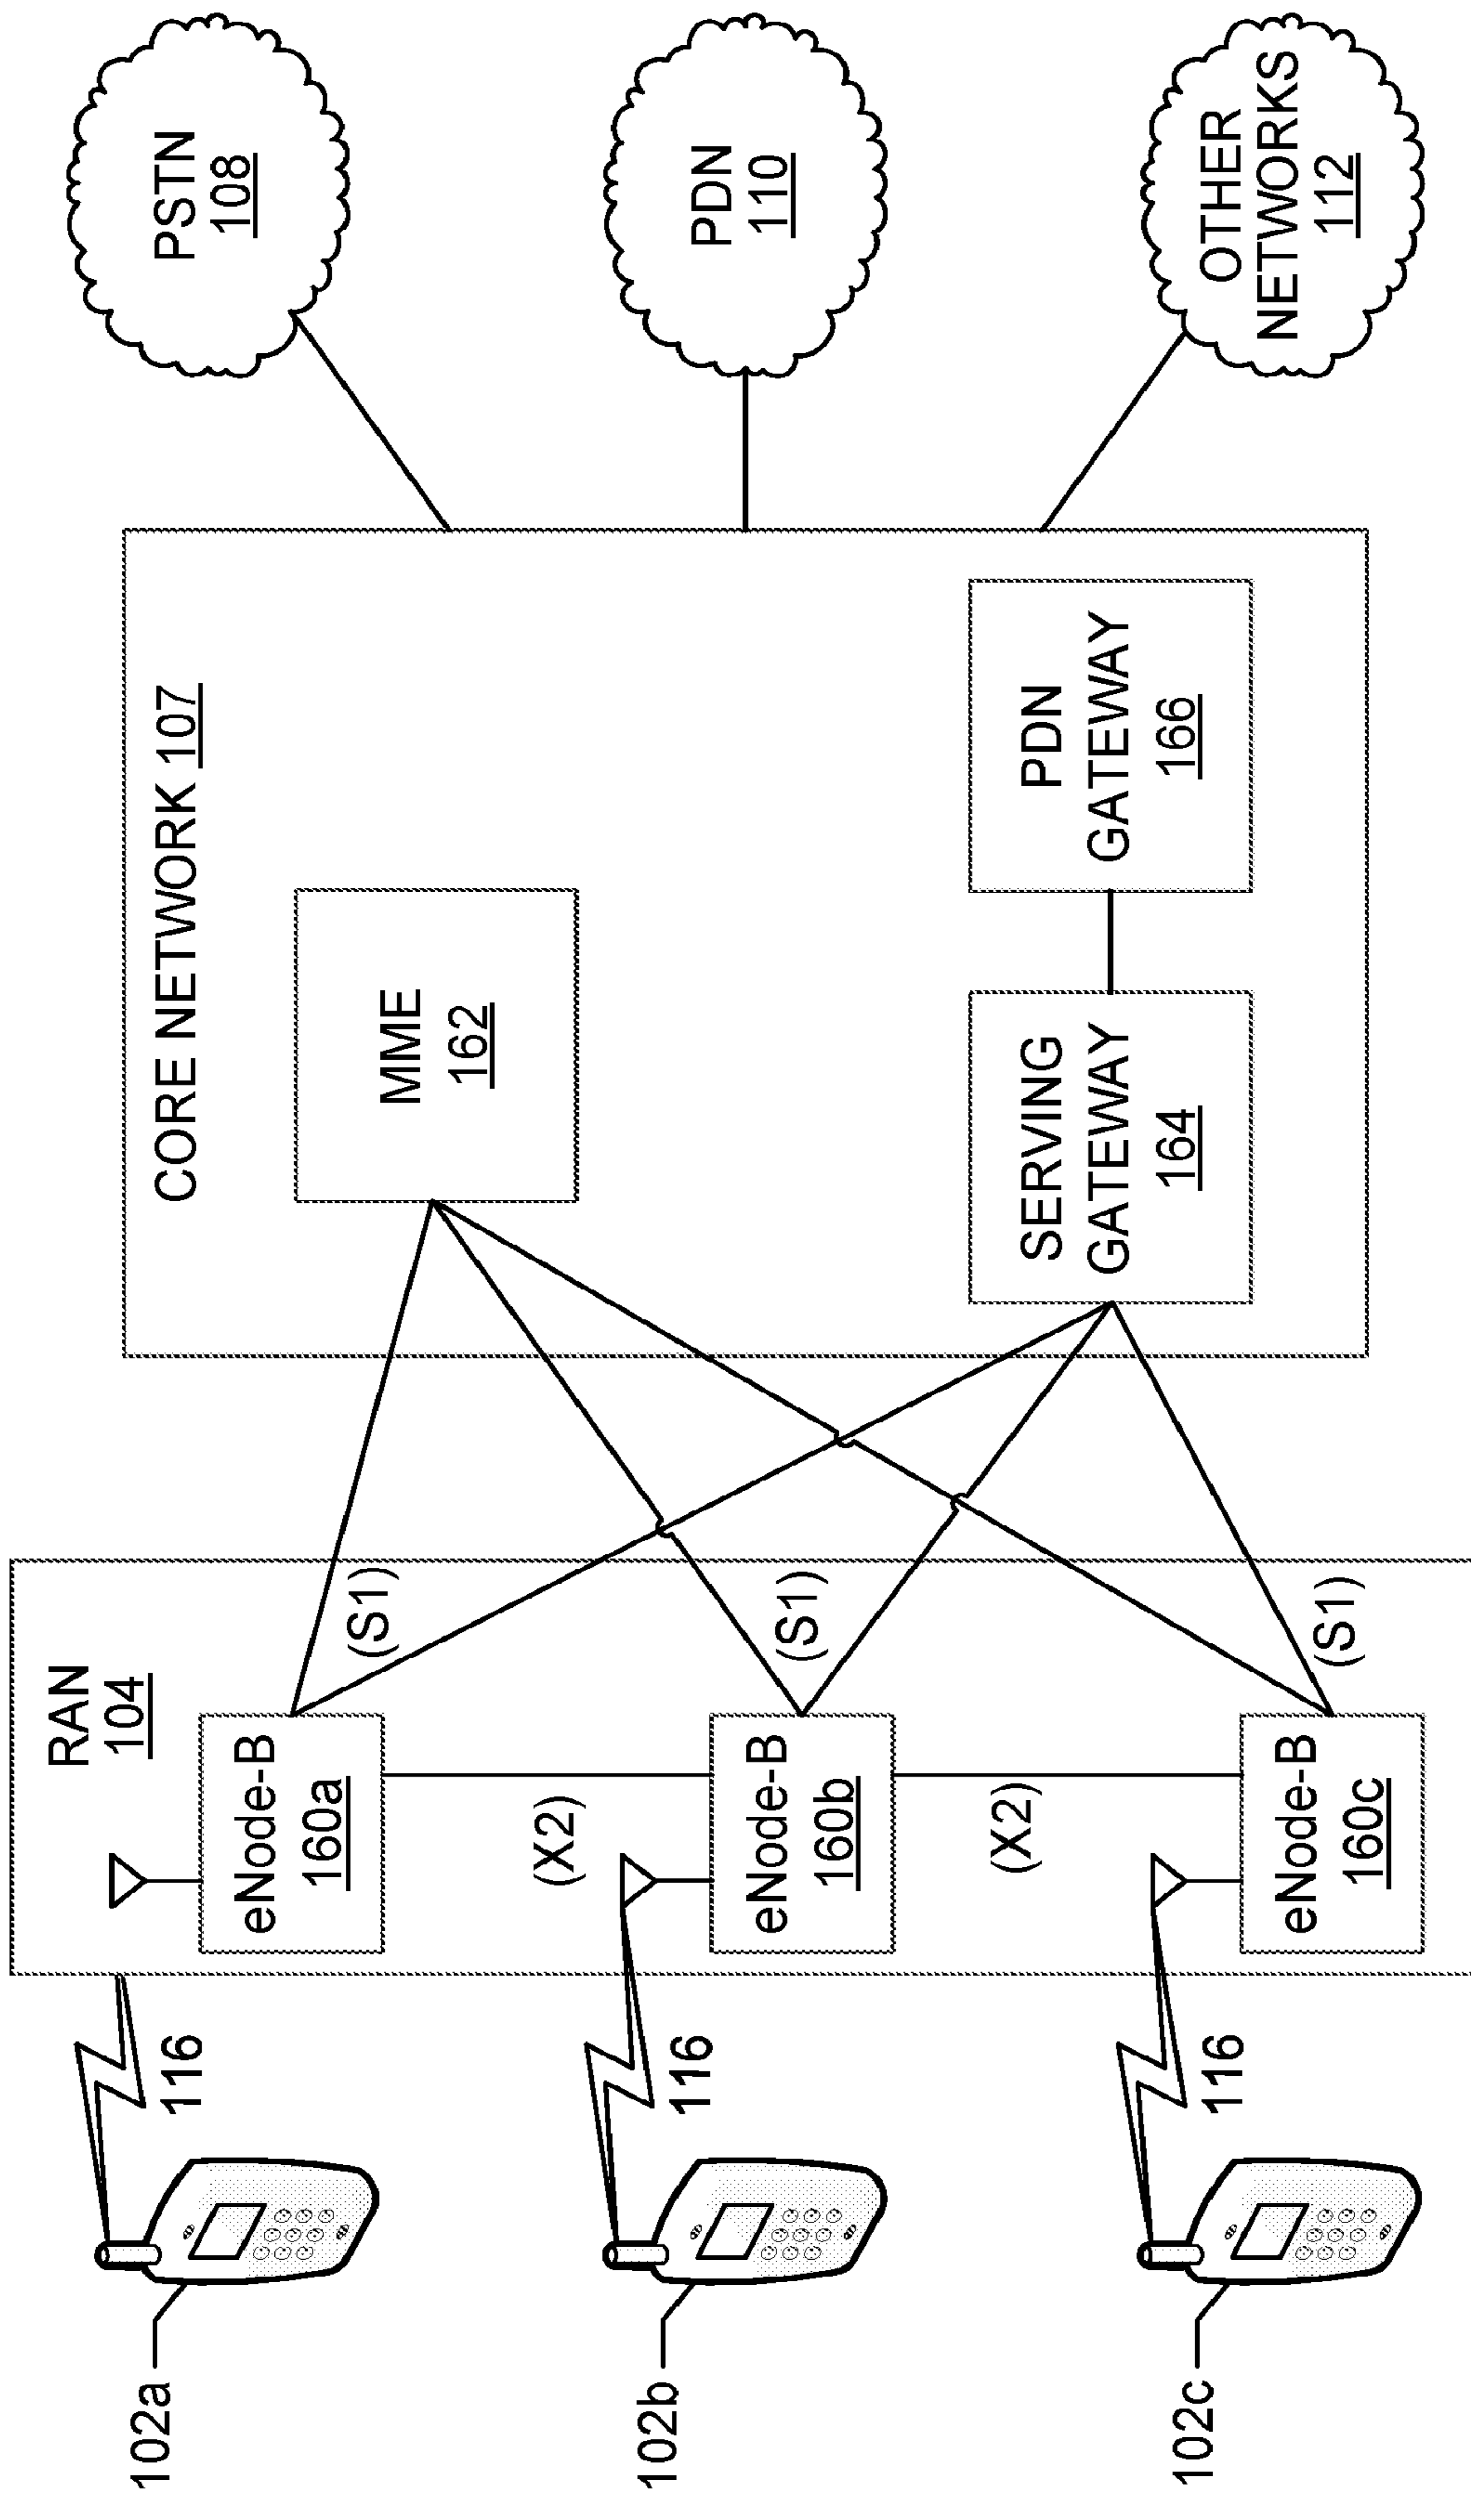 102a
102b
102c
116
116
116
RAN
104
eNode-B
160a
(X2)
eNode-B
160b
(X2)
eNode-B
160c
(S1)
(S1)
(S1)
CORE NETWORK 107
MME
162
SERVING
GATEWAY
164
PDN
GATEWAY
166
PSTN
108
PDN
110
OTHER
NETWORKS
112